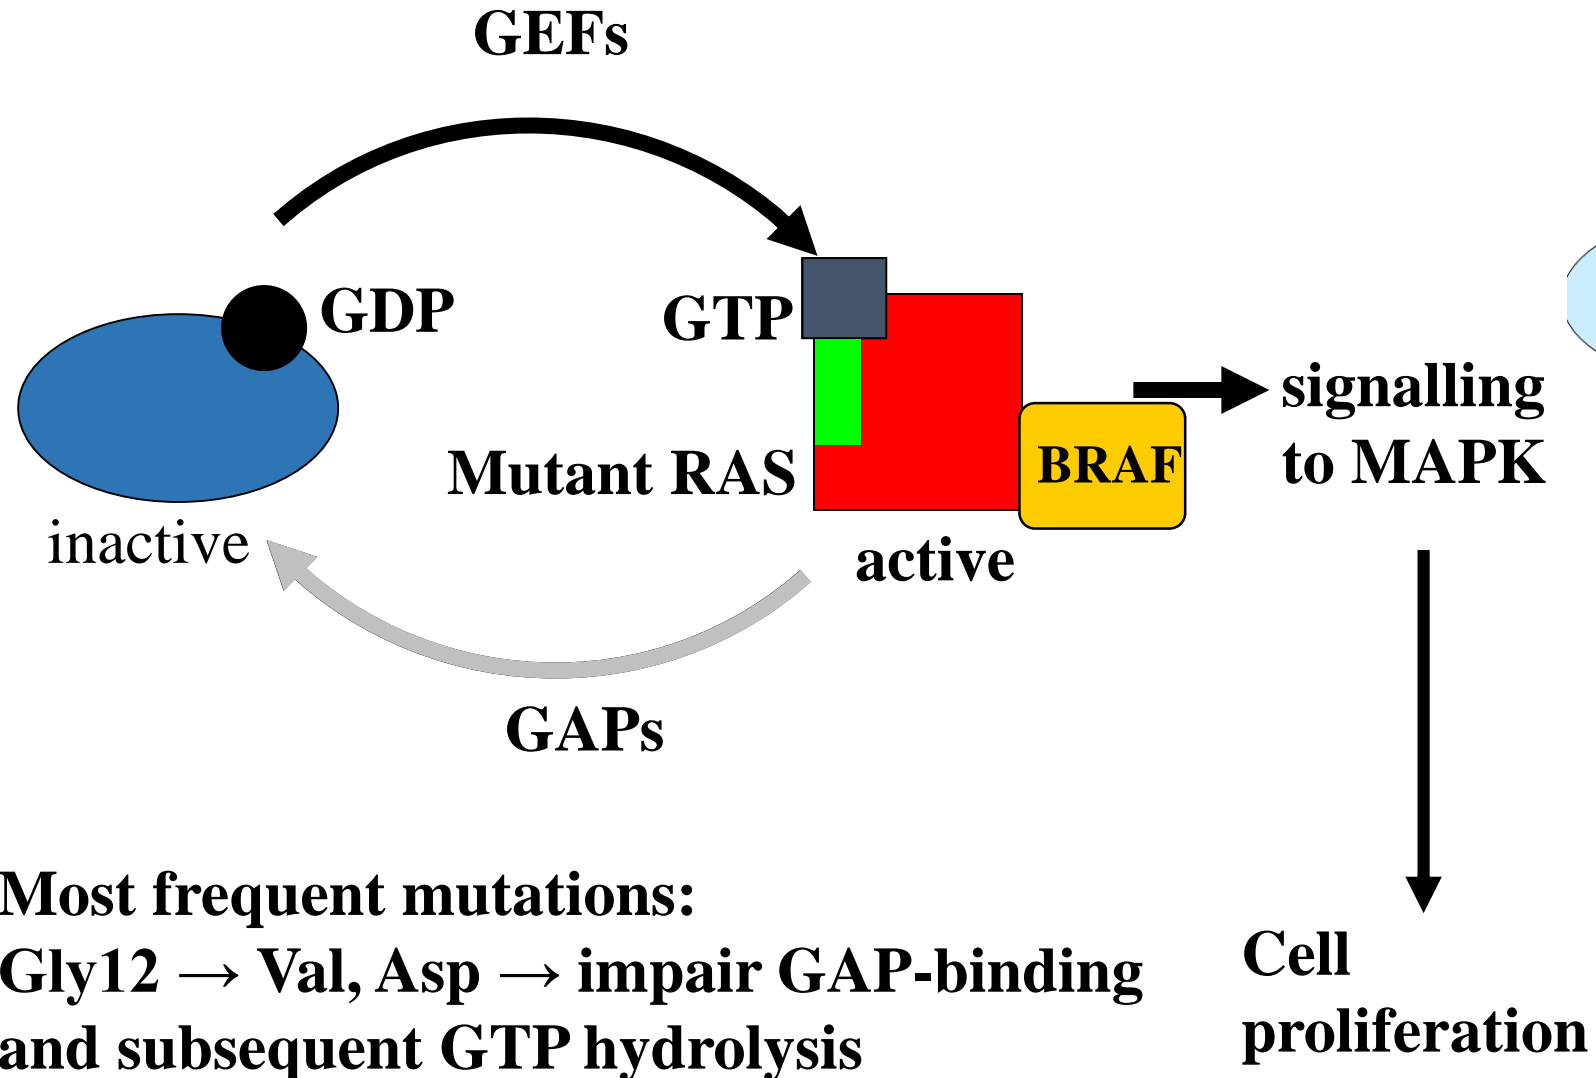 GEFs
GDP
GTP
Mutant RAS
BRAF
signalling
to MAPK
inactive
active
GAPs
Most frequent mutations:
Gly12 → Val, Asp → impair GAP-binding
and subsequent GTP hydrolysis
Cell
proliferation